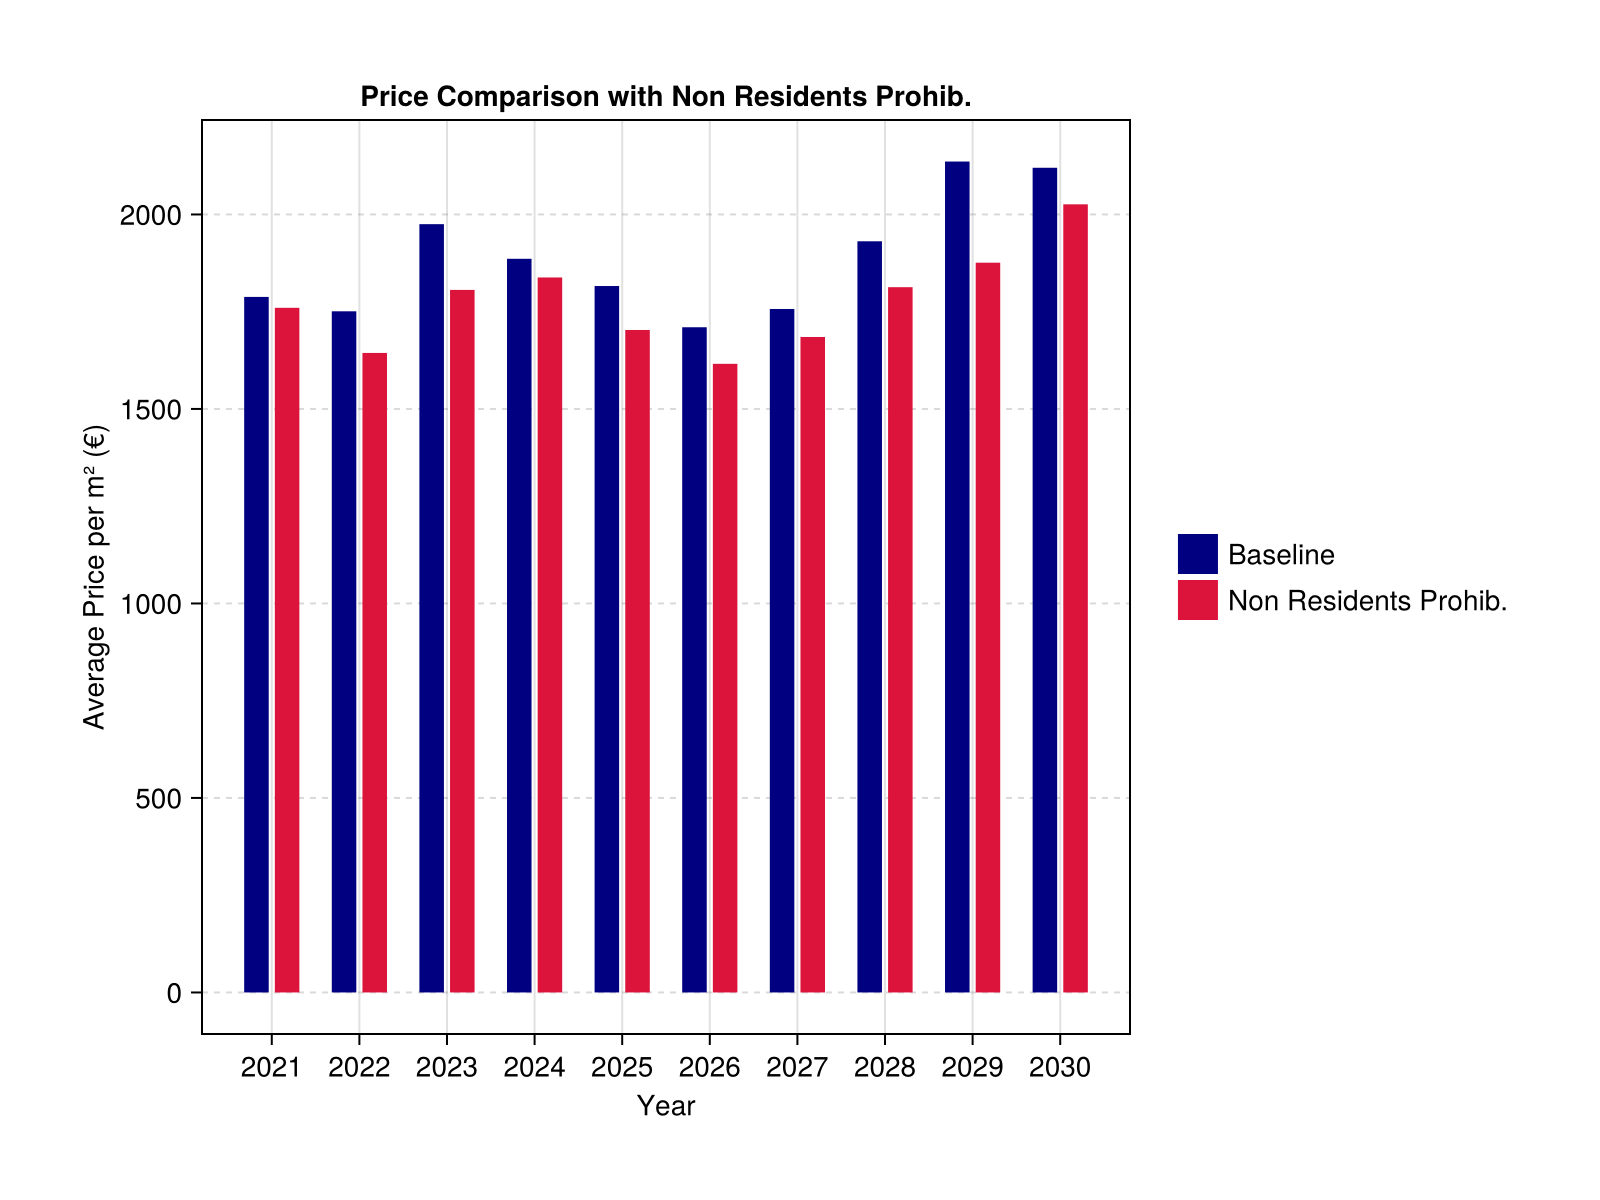 Price Comparison with Non Residents Prohib.
Average Price per m² (€)
2000
1500
1000
500
0
2021 2022 2023 2024 2025 2026 2027 2028 2029 2030
Year
Baseline
Non Residents Prohib.